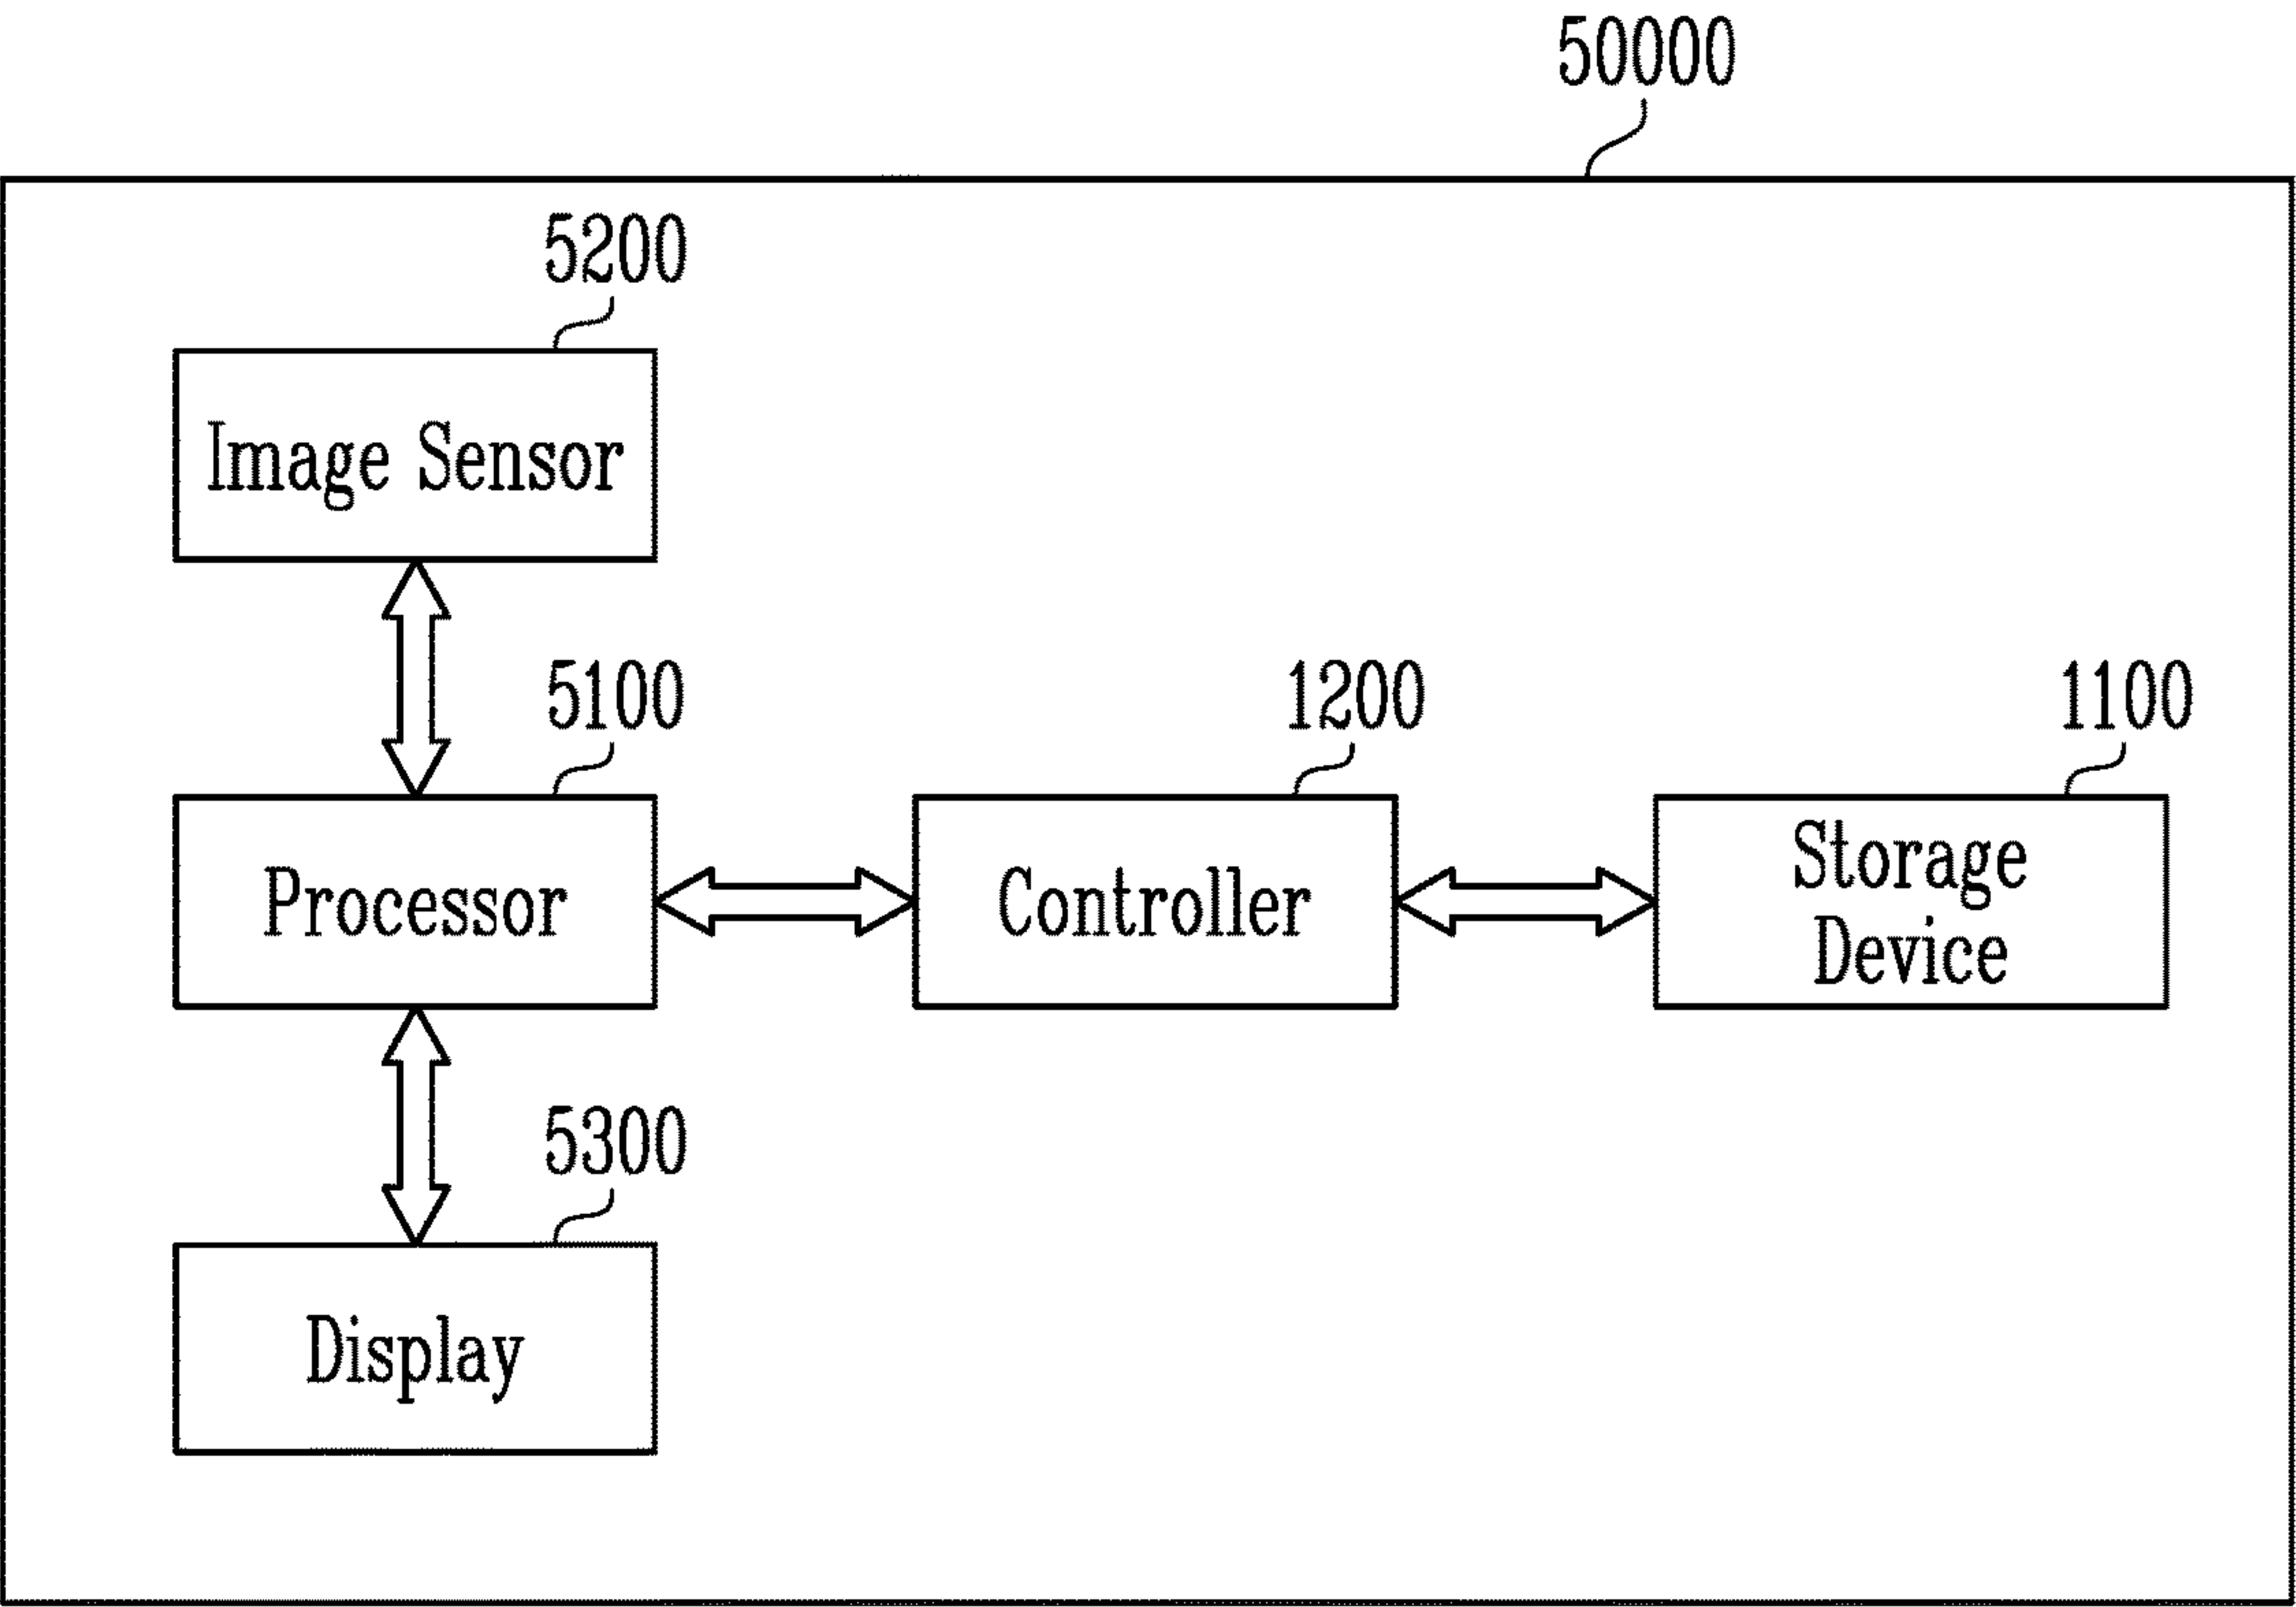 50000
5200
Image Sensor
5100
Processor
1200
Controller
1100
Storage
Device
5300
Display